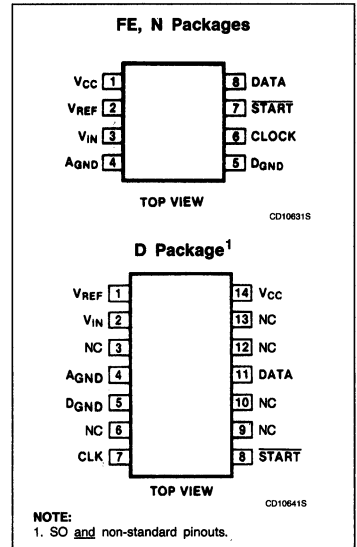 FE, N Packages
VCC 1 8 DATA
VREF 2 7 START
VIN 3 6 CLOCK
AGND 4 5 DGND
TOP VIEW
CD10631S
D Package1
VREF 1 14 VCC
VIN 2 13 NC
NC 3 12 NC
AGND 4 11 DATA
DGND 5 10 NC
NC 6 9 NC
CLK 7 8 START
TOP VIEW
CD10641S
NOTE:
1. SO and non-standard pinouts.